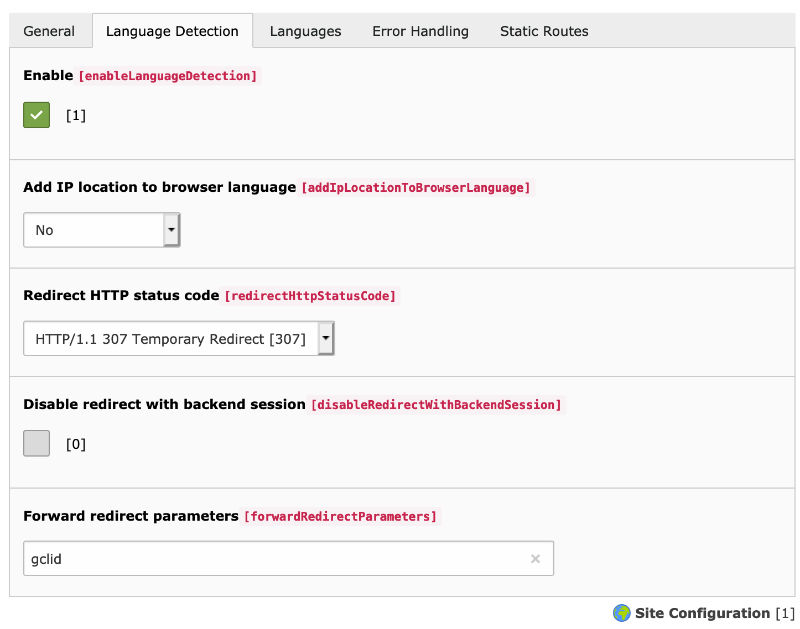 General Language Detection Languages Error Handling Static Routes
Enable [enableLanguageDetection]
[1]
Add IP location to browser language [addIpLocationToBrowserLanguage]
No
Redirect HTTP status code [redirectHttpStatusCode]
HTTP/1.1 307 Temporary Redirect [307]
Disable redirect with backend session [disableRedirectWithBackendSession]
[0]
Forward redirect parameters [forwardRedirectParameters]
gclid
Site Configuration [1]